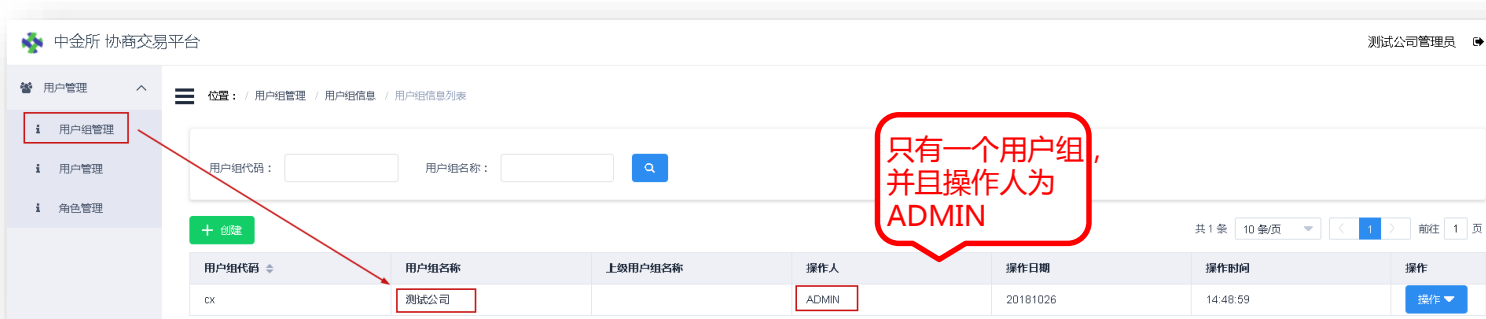 中金所 协商交易平台
测试公司管理员
用户管理
位置： / 用户组管理 / 用户组信息 / 用户组信息列表
用户组管理
用户管理
角色管理
用户组代码：
用户组名称：
只有一个用户组，
并且操作人为
ADMIN
创建
共 1 条 10 条/页 1 前往 1 页
用户组代码 用户组名称 上级用户组名称 操作人 操作日期 操作时间 操作
cx 测试公司 ADMIN 20181026 14:48:59 操作